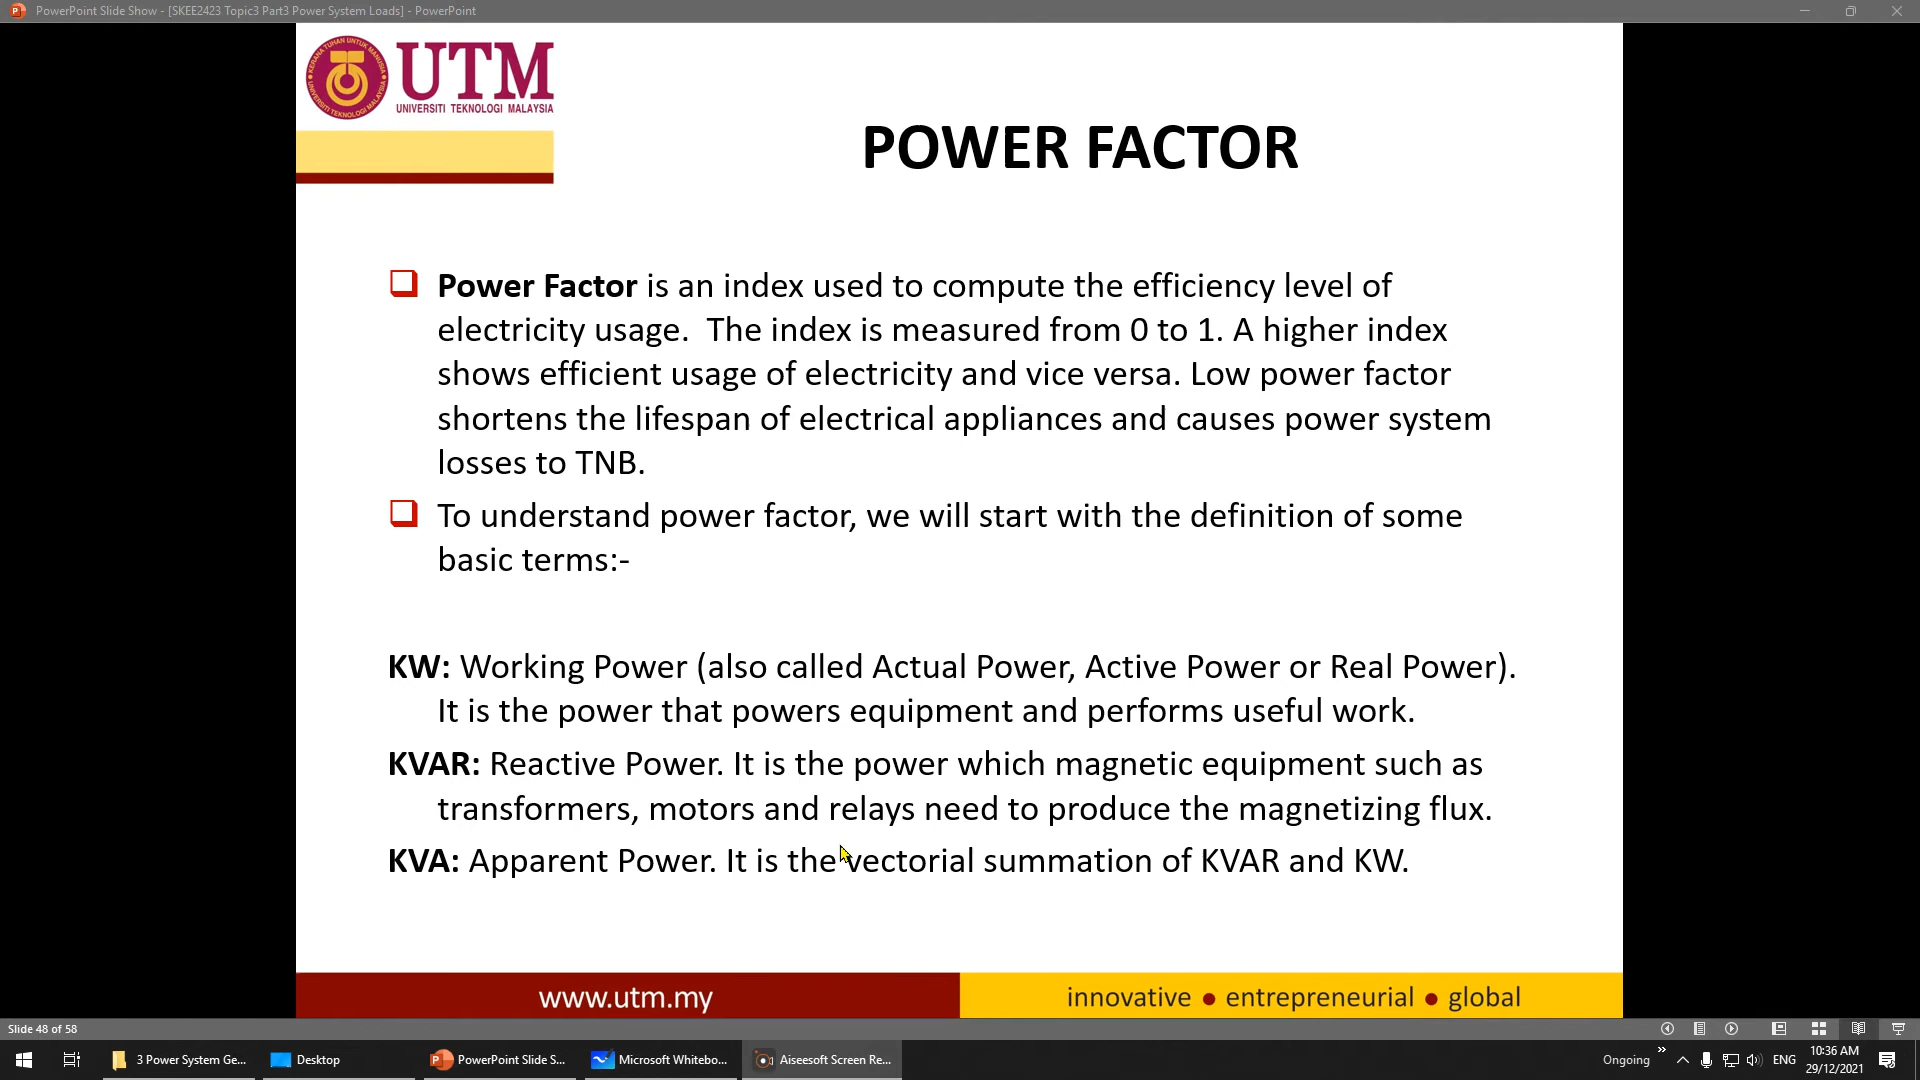 PowerPoint Slide Show - [SKEE2423 Topic3 Part3 Power System Loads] - PowerPoint
UTM
UNIVERSITI TEKNOLOGI MALAYSIA
KERANA TUHAN UNTUK MANUSIA
UNIVERSITI TEKNOLOGI MALAYSIA
POWER FACTOR
Power Factor is an index used to compute the efficiency level of
electricity usage.  The index is measured from 0 to 1. A higher index
shows efficient usage of electricity and vice versa. Low power factor
shortens the lifespan of electrical appliances and causes power system
losses to TNB.
To understand power factor, we will start with the definition of some
basic terms:-
KW: Working Power (also called Actual Power, Active Power or Real Power).
It is the power that powers equipment and performs useful work.
KVAR: Reactive Power. It is the power which magnetic equipment such as
transformers, motors and relays need to produce the magnetizing flux.
KVA: Apparent Power. It is the vectorial summation of KVAR and KW.
www.utm.my
innovative ● entrepreneurial ● global
Slide 48 of 58
3 Power System Ge...
Desktop
PowerPoint Slide S...
Microsoft Whitebo...
Aiseesoft Screen Re...
Ongoing
ENG
10:36 AM
29/12/2021